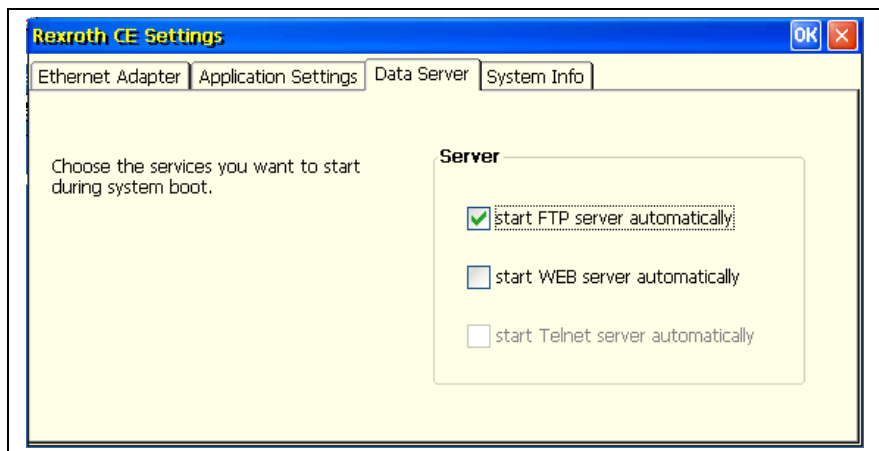 Rexroth CE Settings
OK
Ethernet Adapter Application Settings Data Server System Info
Choose the services you want to start
during system boot.
Server
start FTP server automatically
start WEB server automatically
start Telnet server automatically